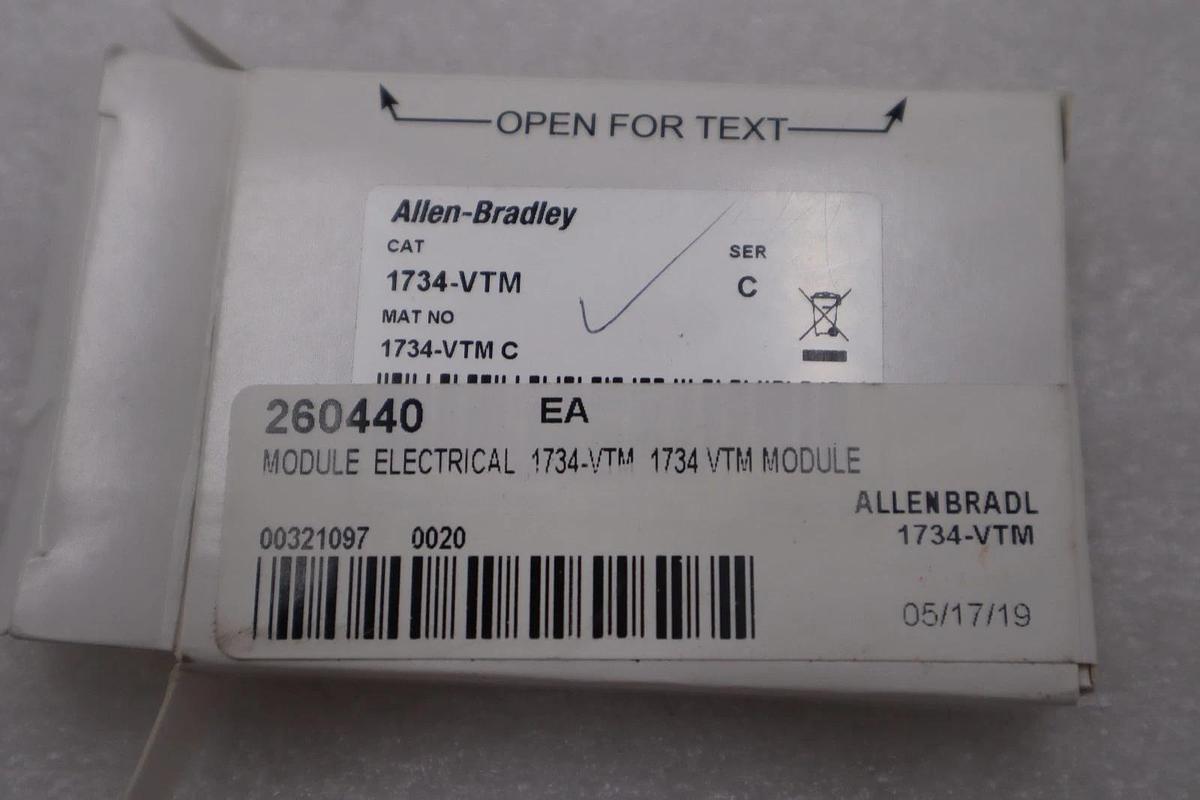 OPEN FOR TEXT
Allen-Bradley
CAT
SER
1734-VTM
C
MAT NO
1734-VTM C
260440 EA
MODULE ELECTRICAL 1734-VTM 1734 VTM MODULE
ALLENBRADL
1734-VTM
00321097 0020
05/17/19